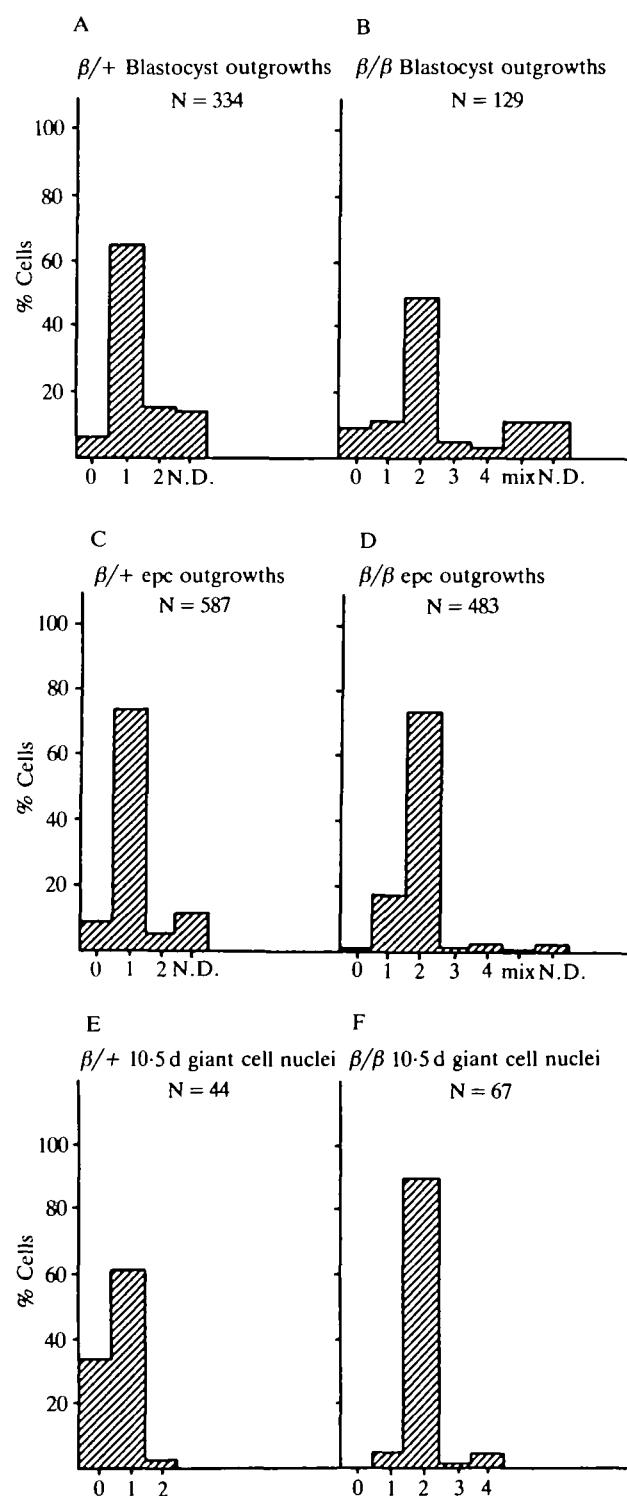 A
B
β/+ Blastocyst outgrowths
N = 334
β/β Blastocyst outgrowths
N = 129
100
80
60
40
20
% Cells
0 1 2 N.D.
0 1 2 3 4 mix N.D.
C
D
β/+ epc outgrowths
N = 587
β/β epc outgrowths
N = 483
100
80
60
40
20
% Cells
0 1 2 N.D.
0 1 2 3 4 mix N.D.
E
F
β/+ 10·5 d giant cell nuclei
N = 44
β/β 10·5 d giant cell nuclei
N = 67
100
80
60
40
20
% Cells
0 1 2
0 1 2 3 4